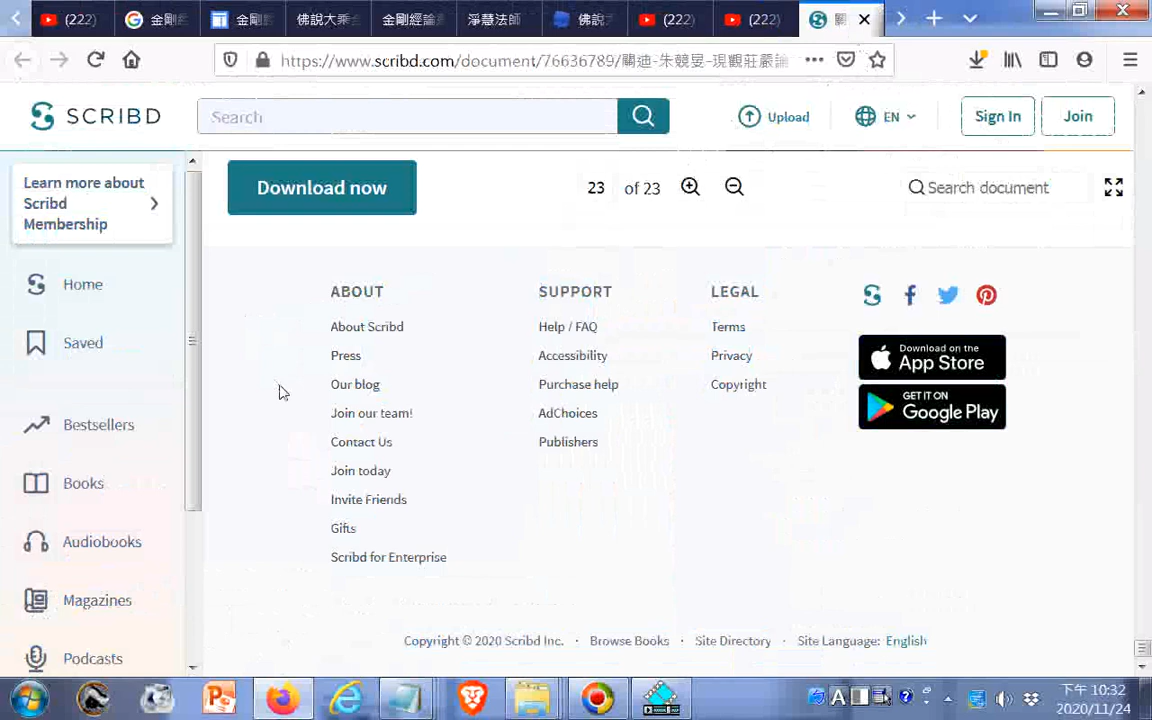 (222)
金剛經
金剛
佛說大乘
金剛經論
淨慧法師
佛說
(222)
(222)
https://www.scribd.com/document/76636789/關迪-朱競旻-現觀莊嚴論
SCRIBD
Search
Upload
EN
Sign In
Join
Learn more about
Scribd
Membership
Home
Saved
Bestsellers
Books
Audiobooks
Magazines
Podcasts
Download now
23 of 23
Search document
ABOUT
About Scribd
Press
Our blog
Join our team!
Contact Us
Join today
Invite Friends
Gifts
Scribd for Enterprise
SUPPORT
Help / FAQ
Accessibility
Purchase help
AdChoices
Publishers
LEGAL
Terms
Privacy
Copyright
Download on the
App Store
GET IT ON
Google Play
Copyright © 2020 Scribd Inc. · Browse Books · Site Directory · Site Language: English
下午 10:32
2020/11/24